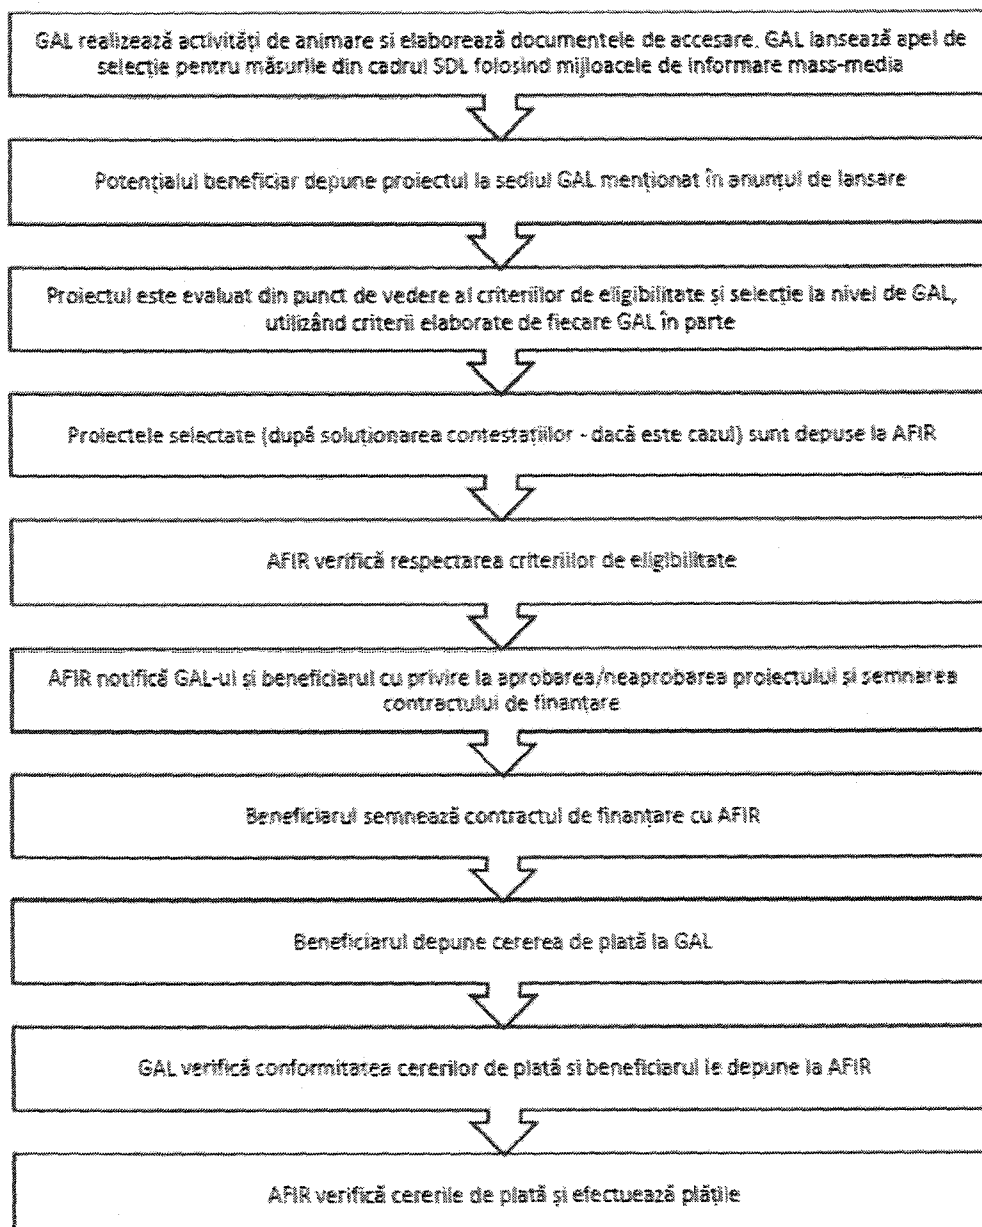 GAL realizează activități de animare si elaborează documentele de accesare. GAL lansează apel de
selecție pentru măsurile din cadrul SDL folosind mijloacele de informare mass-media
Potențialul beneficiar depune proiectul la sediul GAL menționat în anunțul de lansare
Proiectul este evaluat din punct de vedere al criteriilor de eligibilitate și selecție la nivel de GAL,
utilizând criterii elaborate de fiecare GAL în parte
Proiectele selectate (după soluționarea contestațiilor - dacă este cazul) sunt depuse la AFIR
AFIR verifică respectarea criteriilor de eligibilitate
AFIR notifică GAL-ul și beneficiarul cu privire la aprobarea/neaprobarea proiectului și semnarea
contractului de finanțare
Beneficiarul semnează contractul de finanțare cu AFIR
Beneficiarul depune cererea de plată la GAL
GAL verifică conformitatea cererilor de plată si beneficiarul le depune la AFIR
AFIR verifică cererile de plată și efectuează plățile